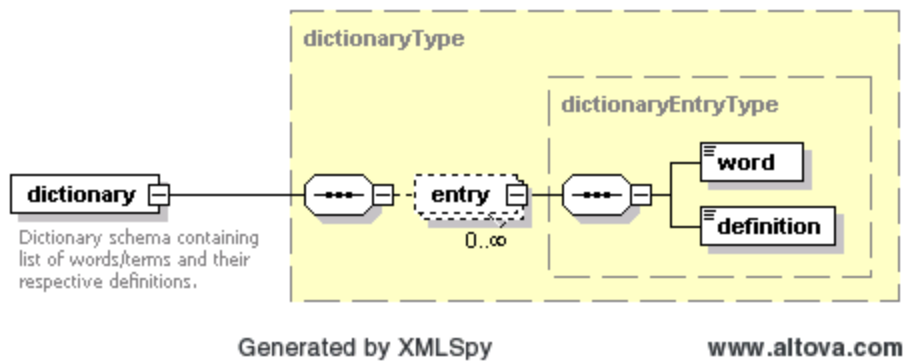 dictionaryType
dictionaryEntryType
word
dictionary
entry
definition
0..∞
Dictionary schema containing
list of words/terms and their
respective definitions.
Generated by XMLSpy
www.altova.com